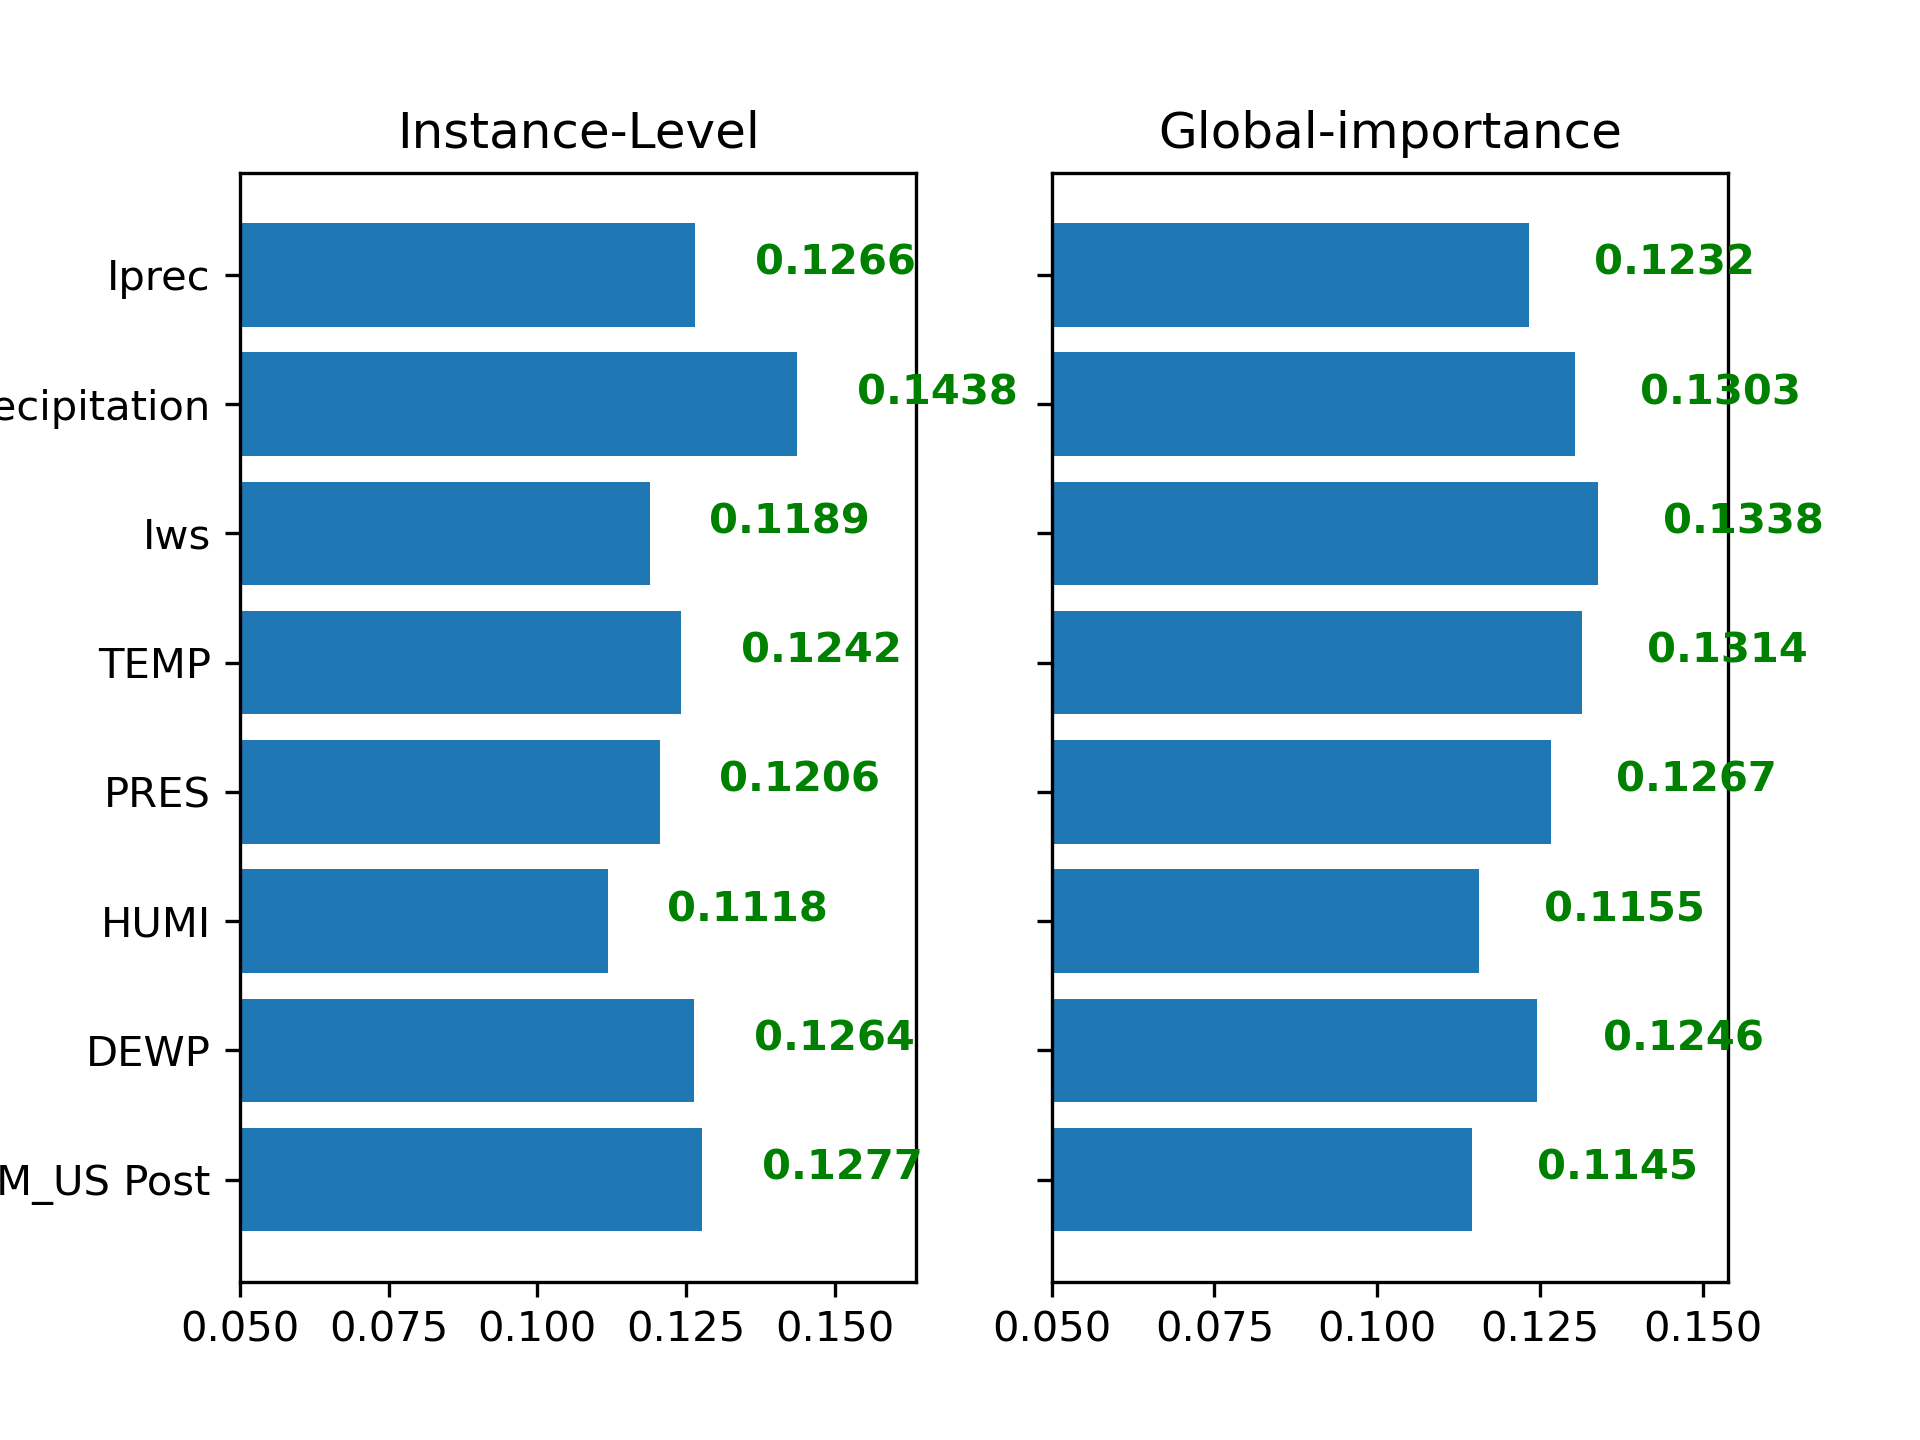 Instance-Level
Iprec
ecipitation
Iws
TEMP
PRES
HUMI
DEWP
M_US Post
0.1266
0.1438
0.1189
0.1242
0.1206
0.1118
0.1264
0.1277
0.050 0.075 0.100 0.125 0.150
Global-importance
0.1232
0.1303
0.1338
0.1314
0.1267
0.1155
0.1246
0.1145
0.050 0.075 0.100 0.125 0.150